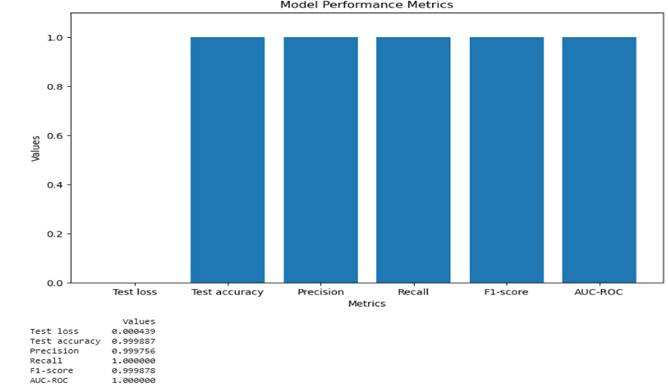 Model Performance Metrics
1.0
0.8
0.6
0.4
0.2
0.0
Values
Test loss Test accuracy Precision Recall F1-score AUC-ROC
Metrics
Values
Test loss 0.000439
Test accuracy 0.999887
Precision 0.999756
Recall 1.000000
F1-score 0.999878
AUC-ROC 1.000000